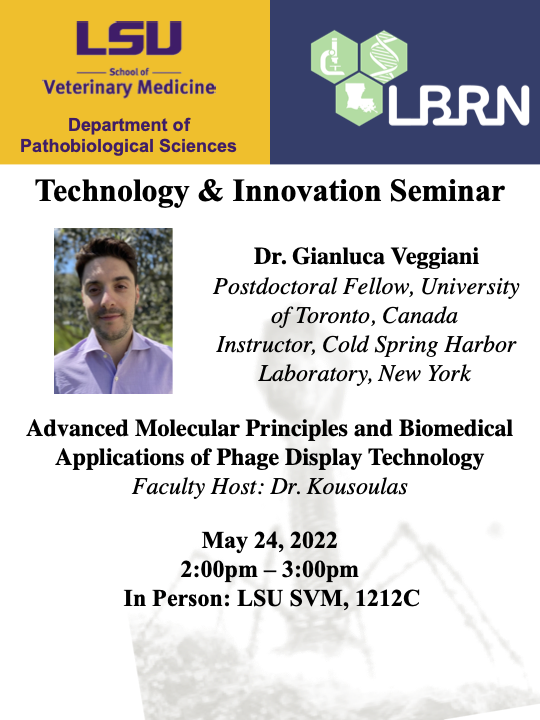 LSU
School of
Veterinary Medicine
Department of
Pathobiological Sciences
LBRN
Technology & Innovation Seminar
Dr. Gianluca Veggiani
Postdoctoral Fellow, University
of Toronto, Canada
Instructor, Cold Spring Harbor
Laboratory, New York
Advanced Molecular Principles and Biomedical
Applications of Phage Display Technology
Faculty Host: Dr. Kousoulas
May 24, 2022
2:00pm – 3:00pm
In Person: LSU SVM, 1212C